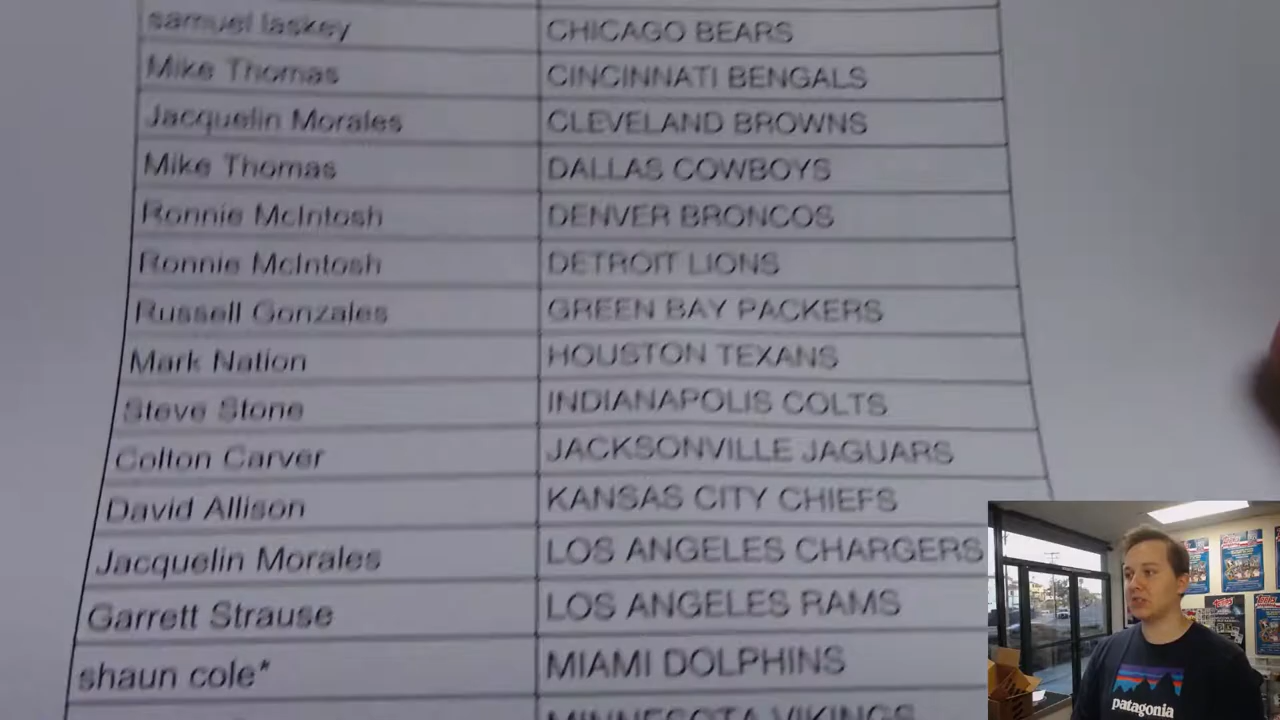 samuel laskey CHICAGO BEARS
Mike Thomas CINCINNATI BENGALS
Jacquelin Morales CLEVELAND BROWNS
Mike Thomas DALLAS COWBOYS
Ronnie McIntosh DENVER BRONCOS
Ronnie McIntosh DETROIT LIONS
Russell Gonzales GREEN BAY PACKERS
Mark Nation HOUSTON TEXANS
Steve Stone INDIANAPOLIS COLTS
Colton Carver JACKSONVILLE JAGUARS
David Allison KANSAS CITY CHIEFS
Jacquelin Morales LOS ANGELES CHARGERS
Garrett Strause LOS ANGELES RAMS
shaun cole* MIAMI DOLPHINS
MINNESOTA VIKINGS
Topps
patagonia